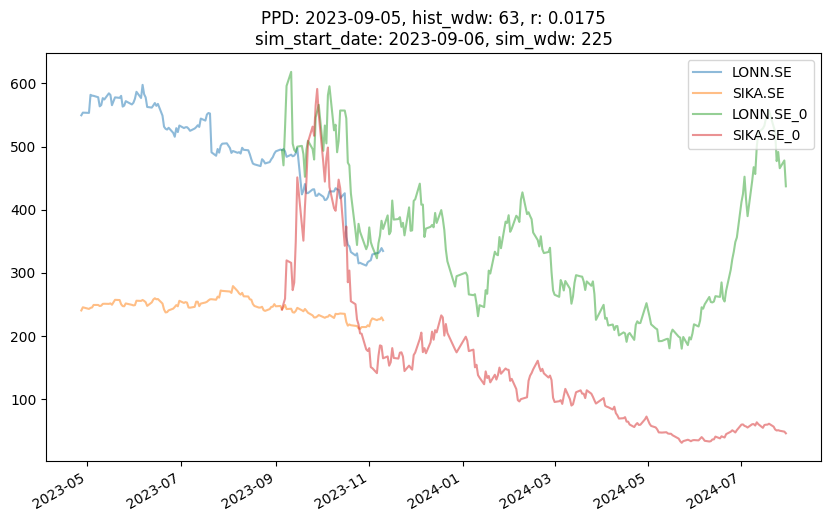 PPD: 2023-09-05, hist_wdw: 63, r: 0.0175
sim_start_date: 2023-09-06, sim_wdw: 225
LONN.SE
SIKA.SE
LONN.SE_0
SIKA.SE_0
600
500
400
300
200
100
2023-05
2023-07
2023-09
2023-11
2024-01
2024-03
2024-05
2024-07